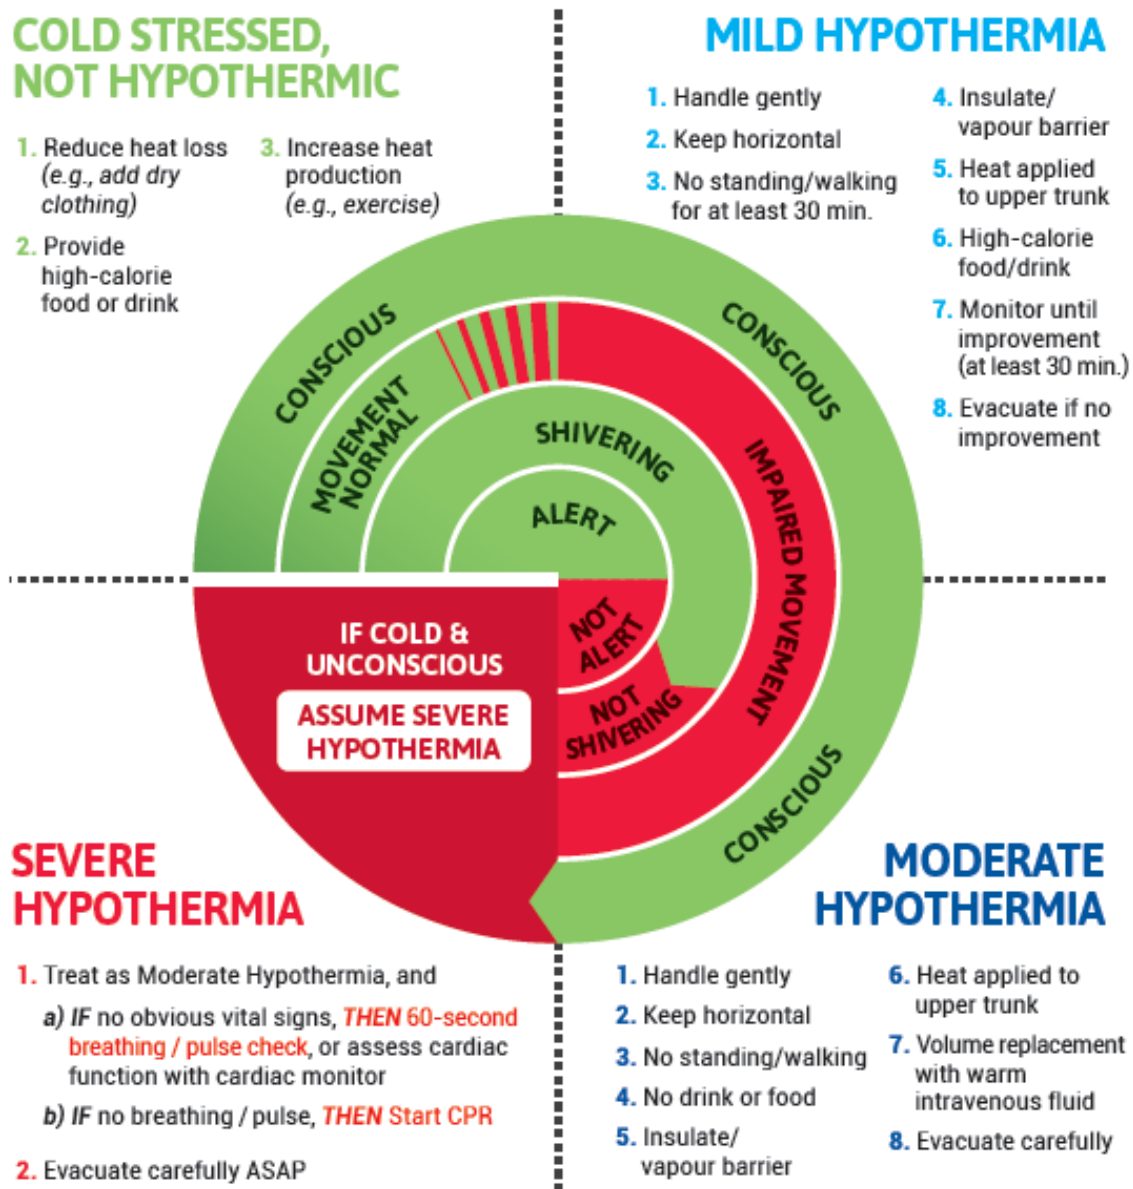 COLD STRESSED,
NOT HYPOTHERMIC
1. Reduce heat loss
(e.g., add dry
clothing)
2. Provide
high-calorie
food or drink
3. Increase heat
production
(e.g., exercise)
MILD HYPOTHERMIA
1. Handle gently
2. Keep horizontal
3. No standing/walking
for at least 30 min.
4. Insulate/
vapour barrier
5. Heat applied
to upper trunk
6. High-calorie
food/drink
7. Monitor until
improvement
(at least 30 min.)
8. Evacuate if no
improvement
CONSCIOUS
CONSCIOUS
MOVEMENT
NORMAL
SHIVERING
IMPAIRED MOVEMENT
ALERT
NOT
ALERT
NOT
SHIVERING
CONSCIOUS
IF COLD &
UNCONSCIOUS
ASSUME SEVERE
HYPOTHERMIA
SEVERE
HYPOTHERMIA
1. Treat as Moderate Hypothermia, and
a) IF no obvious vital signs, THEN 60-second
breathing / pulse check, or assess cardiac
function with cardiac monitor
b) IF no breathing / pulse, THEN Start CPR
2. Evacuate carefully ASAP
MODERATE
HYPOTHERMIA
1. Handle gently
2. Keep horizontal
3. No standing/walking
4. No drink or food
5. Insulate/
vapour barrier
6. Heat applied to
upper trunk
7. Volume replacement
with warm
intravenous fluid
8. Evacuate carefully